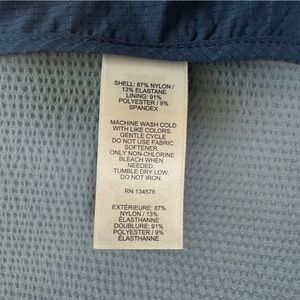 SHELL: 87% NYLON /
13% ELASTANE
LINING: 91%
POLYESTER / 9%
SPANDEX
MACHINE WASH COLD
WITH LIKE COLORS.
GENTLE CYCLE
DO NOT USE FABRIC
SOFTENER.
ONLY NON-CHLORINE
BLEACH WHEN
NEEDED.
TUMBLE DRY LOW.
DO NOT IRON.
RN 134578
EXTÉRIEURE: 87%
NYLON / 13%
ÉLASTHANNE
DOUBLURE: 91%
POLYESTER / 9%
ÉLASTHANNE